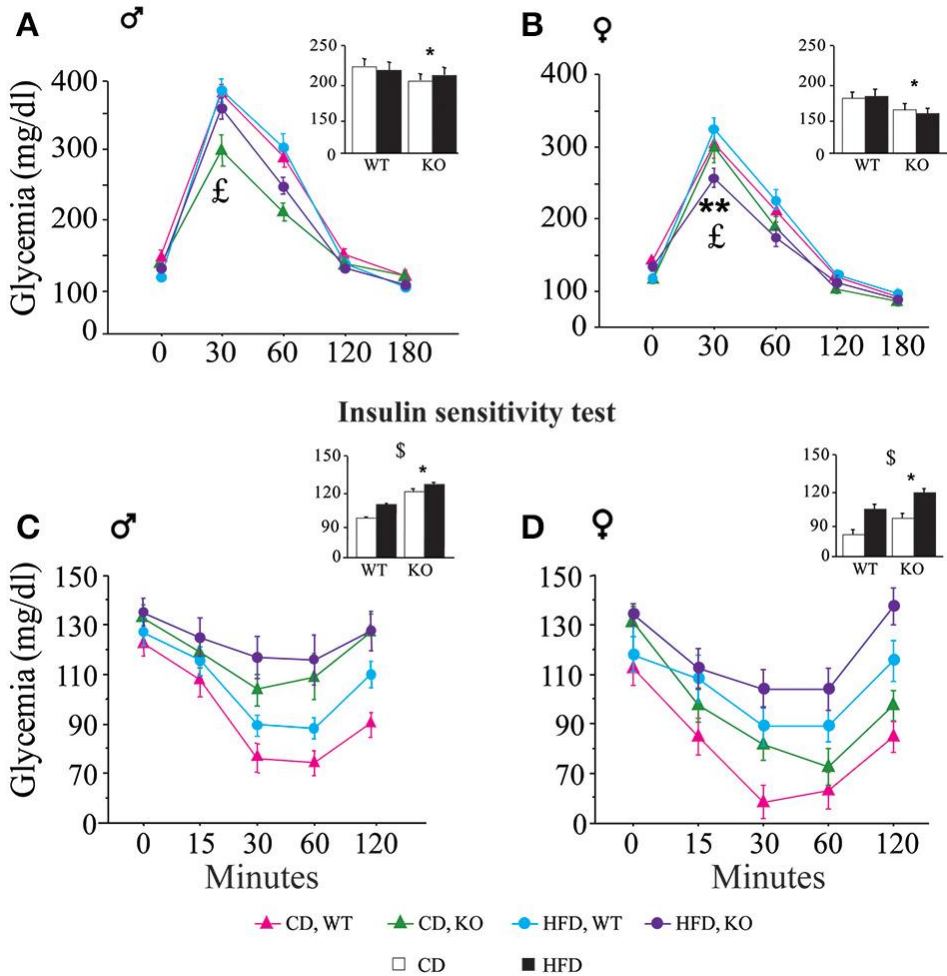 A ♂
250
200
150
0
*
WT KO
Glycemia (mg/dl)
400
300
200
100
0
£
0 30 60 120 180
B ♀
250
200
150
0
*
WT KO
400
300
200
100
0
**
£
0 30 60 120 180
Insulin sensitivity test
C ♂
150
120
90
0
$
*
WT KO
Glycemia (mg/dl)
150
130
110
90
70
0
0 15 30 60 120
Minutes
D ♀
150
120
90
0
$
*
WT KO
150
130
110
90
70
0
0 15 30 60 120
Minutes
CD, WT CD, KO HFD, WT HFD, KO
CD HFD